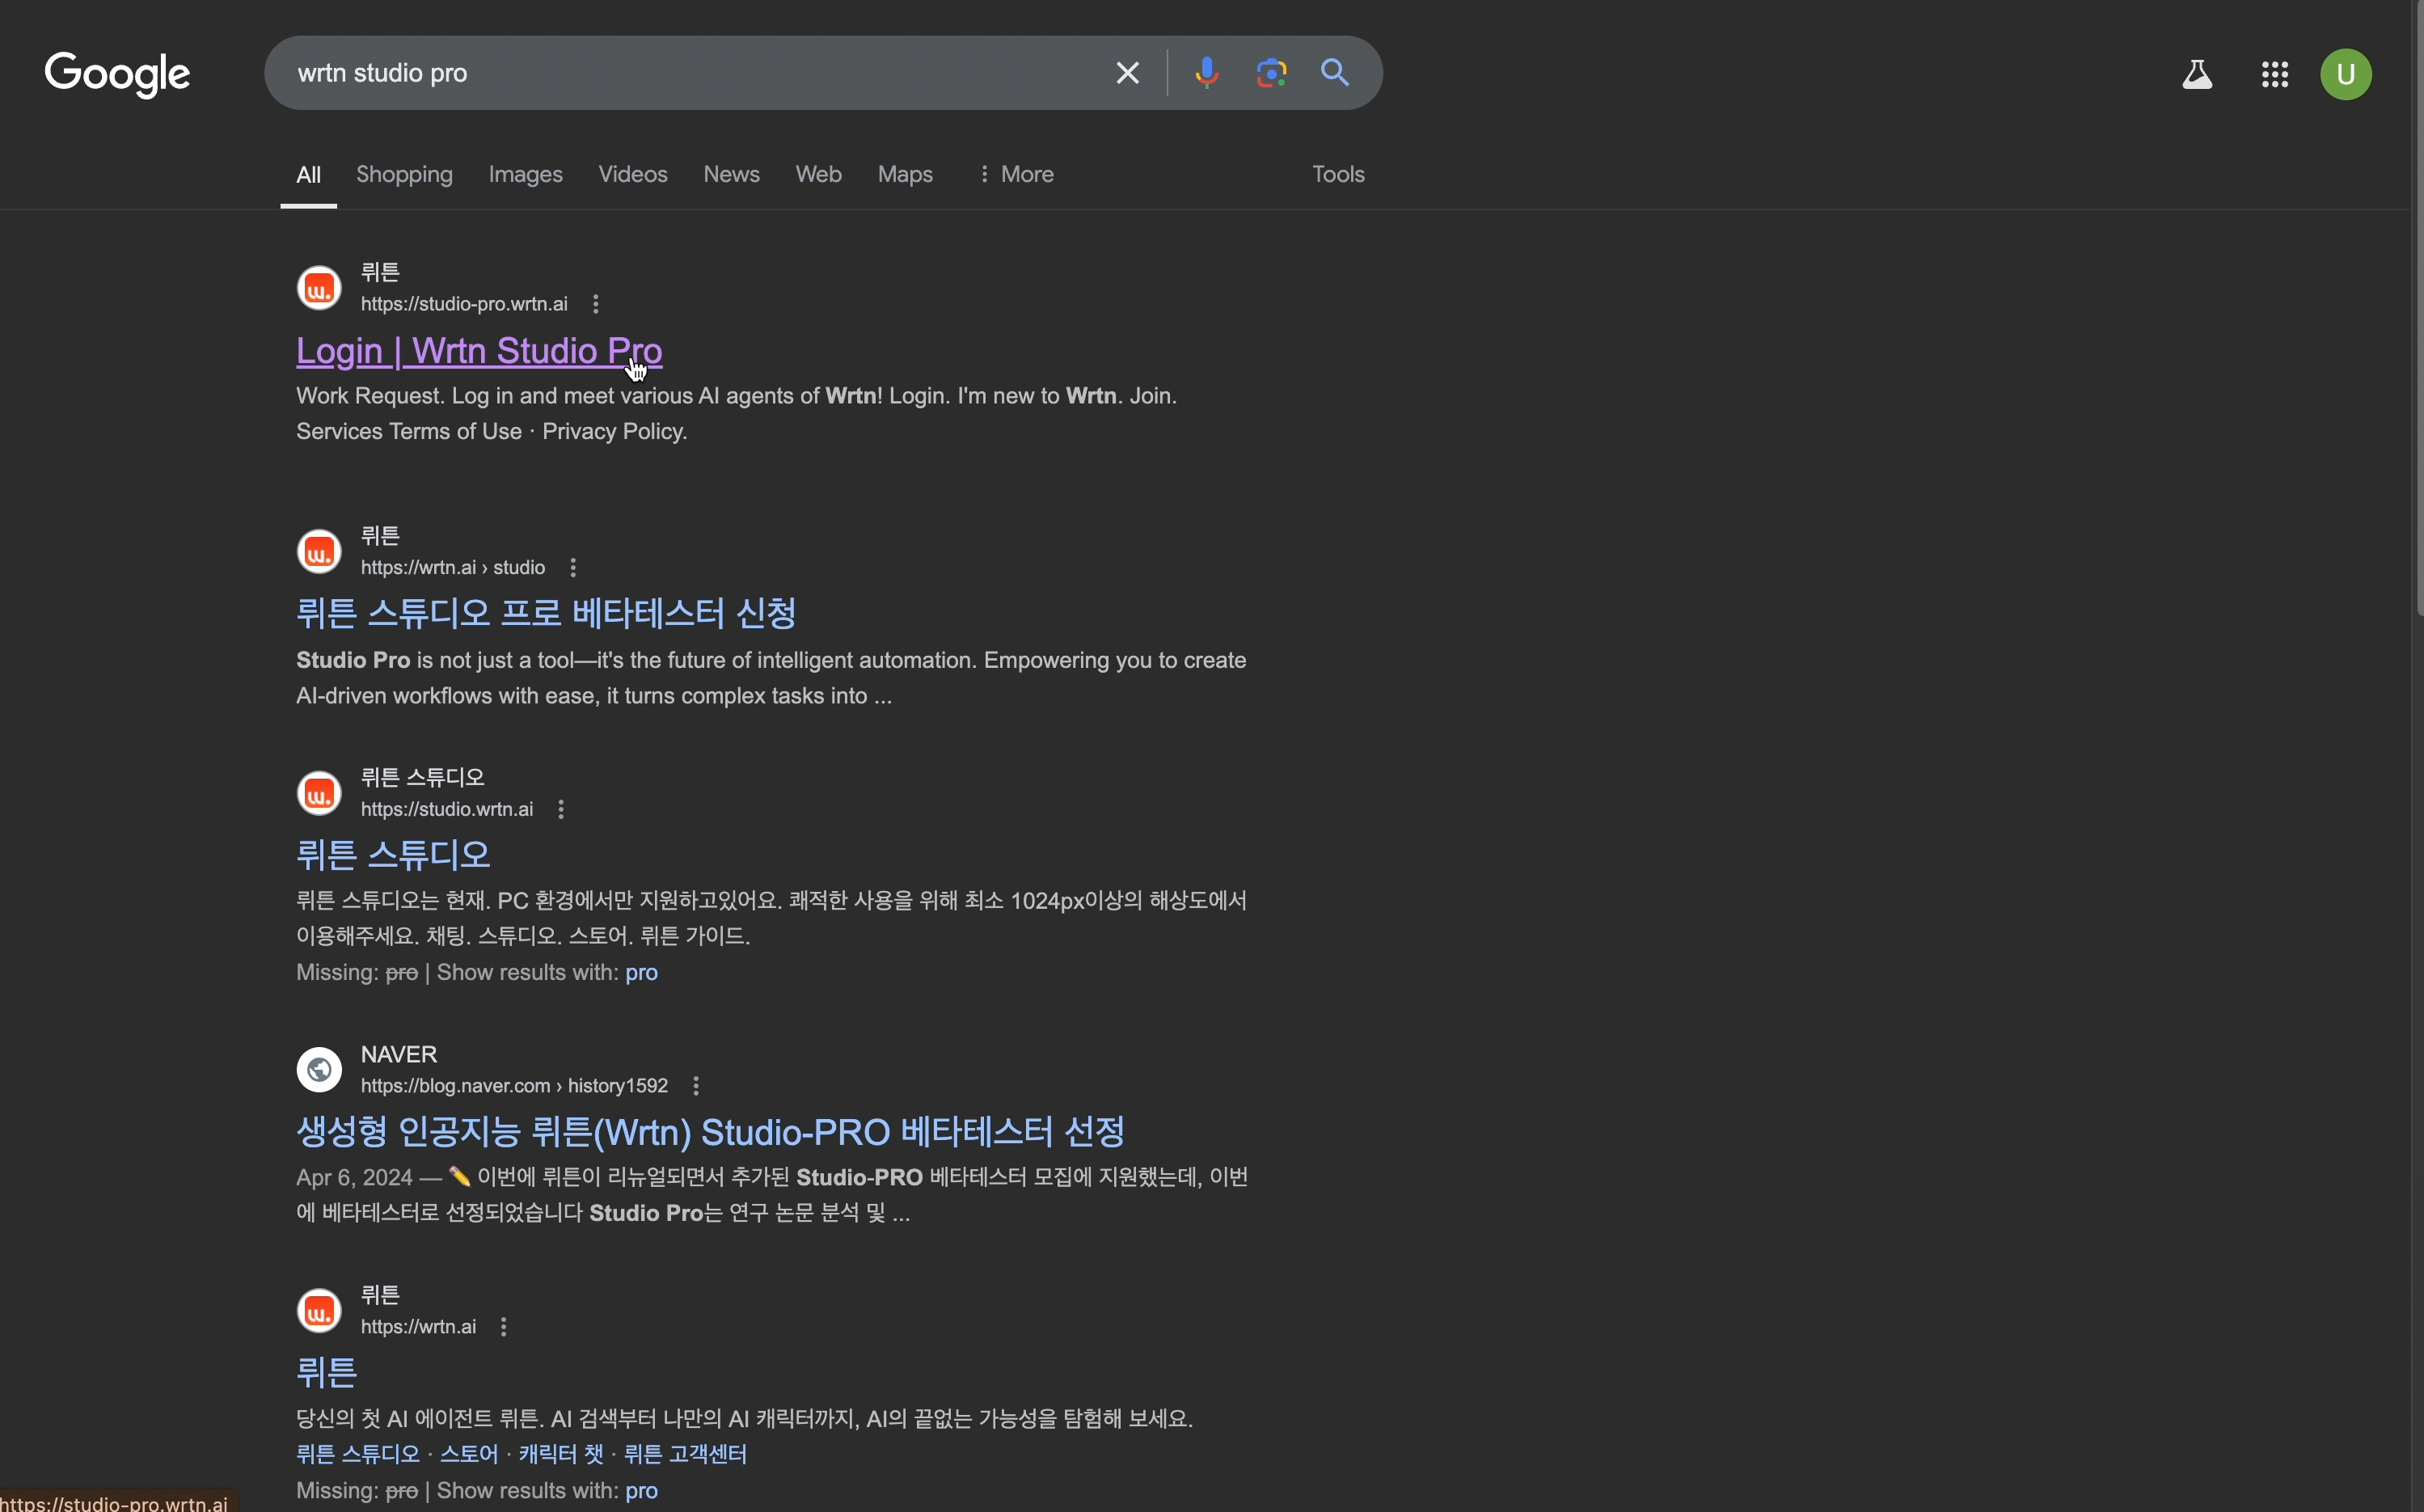 Google
wrtn studio pro
U
All Shopping Images Videos News Web Maps More Tools
w.
뤼튼
https://studio-pro.wrtn.ai
Login | Wrtn Studio Pro
Work Request. Log in and meet various AI agents of Wrtn! Login. I'm new to Wrtn. Join.
Services Terms of Use · Privacy Policy.
w.
뤼튼
https://wrtn.ai › studio
뤼튼 스튜디오 프로 베타테스터 신청
Studio Pro is not just a tool—it's the future of intelligent automation. Empowering you to create
AI-driven workflows with ease, it turns complex tasks into ...
w.
뤼튼 스튜디오
https://studio.wrtn.ai
뤼튼 스튜디오
뤼튼 스튜디오는 현재. PC 환경에서만 지원하고있어요. 쾌적한 사용을 위해 최소 1024px이상의 해상도에서
이용해주세요. 채팅. 스튜디오. 스토어. 뤼튼 가이드.
Missing: pro | Show results with: pro
NAVER
https://blog.naver.com › history1592
생성형 인공지능 뤼튼(Wrtn) Studio-PRO 베타테스터 선정
Apr 6, 2024 — ✏️ 이번에 뤼튼이 리뉴얼되면서 추가된 Studio-PRO 베타테스터 모집에 지원했는데, 이번
에 베타테스터로 선정되었습니다 Studio Pro는 연구 논문 분석 및 ...
w.
뤼튼
https://wrtn.ai
뤼튼
당신의 첫 AI 에이전트 뤼튼. AI 검색부터 나만의 AI 캐릭터까지, AI의 끝없는 가능성을 탐험해 보세요.
뤼튼 스튜디오 · 스토어 · 캐릭터 챗 · 뤼튼 고객센터
Missing: pro | Show results with: pro
https://studio-pro.wrtn.ai